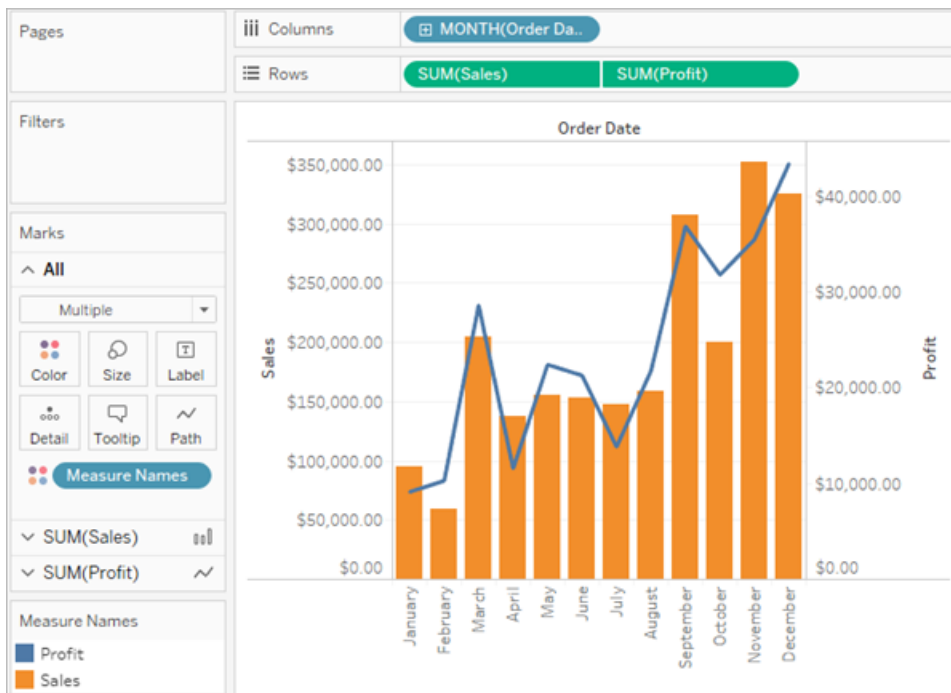 Pages
Columns
MONTH(Order Da..
Rows
SUM(Sales)
SUM(Profit)
Filters
Marks
All
Multiple
Color
Size
Label
Detail
Tooltip
Path
Measure Names
SUM(Sales)
SUM(Profit)
Measure Names
Profit
Sales
Order Date
Sales
$350,000.00
$300,000.00
$250,000.00
$200,000.00
$150,000.00
$100,000.00
$50,000.00
$0.00
$40,000.00
$30,000.00
$20,000.00
$10,000.00
$0.00
Profit
January
February
March
April
May
June
July
August
September
October
November
December